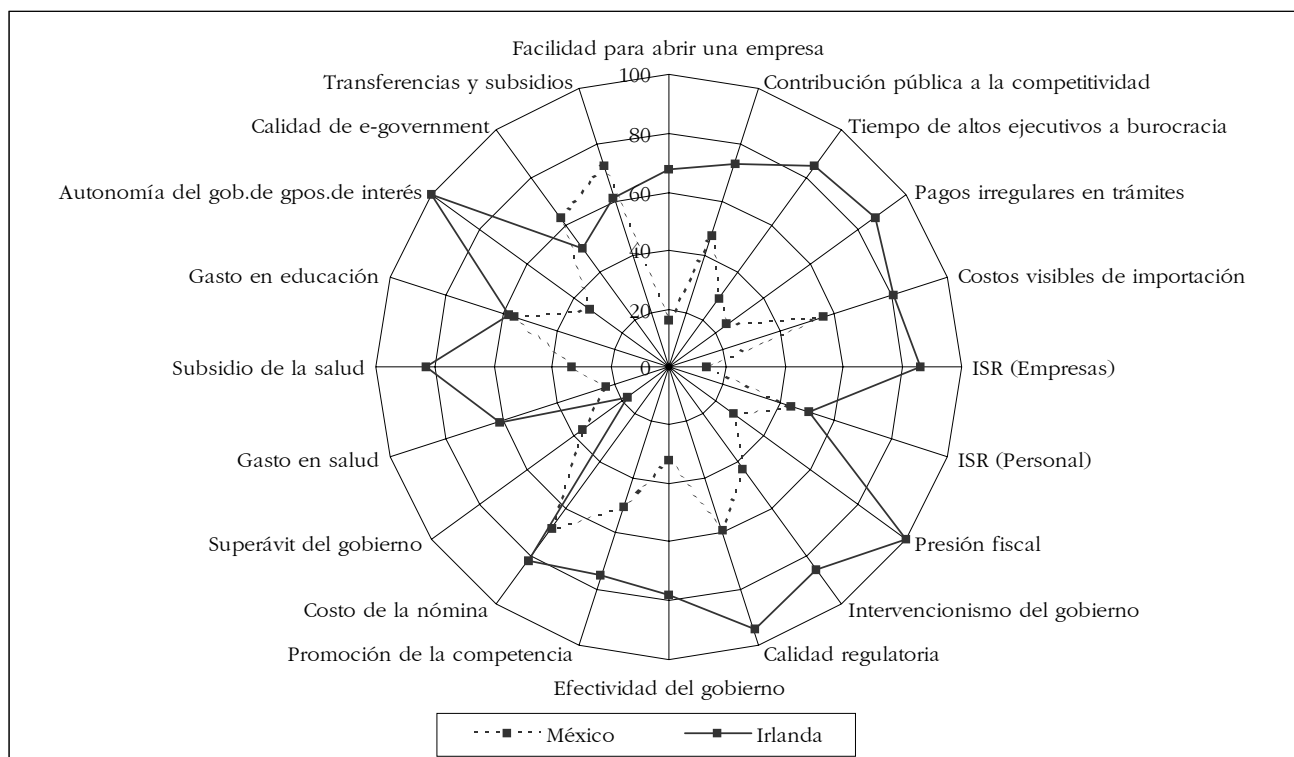 Facilidad para abrir una empresa
Transferencias y subsidios
100
Contribución pública a la competitividad
Calidad de e-government
80
Tiempo de altos ejecutivos a burocracia
Autonomía del gob.de gpos.de interés
60
Pagos irregulares en trámites
Gasto en educación
40
Costos visibles de importación
20
Subsidio de la salud
0
ISR (Empresas)
Gasto en salud
ISR (Personal)
Superávit del gobierno
Presión fiscal
Costo de la nómina
Intervencionismo del gobierno
Promoción de la competencia
Calidad regulatoria
Efectividad del gobierno
México
Irlanda